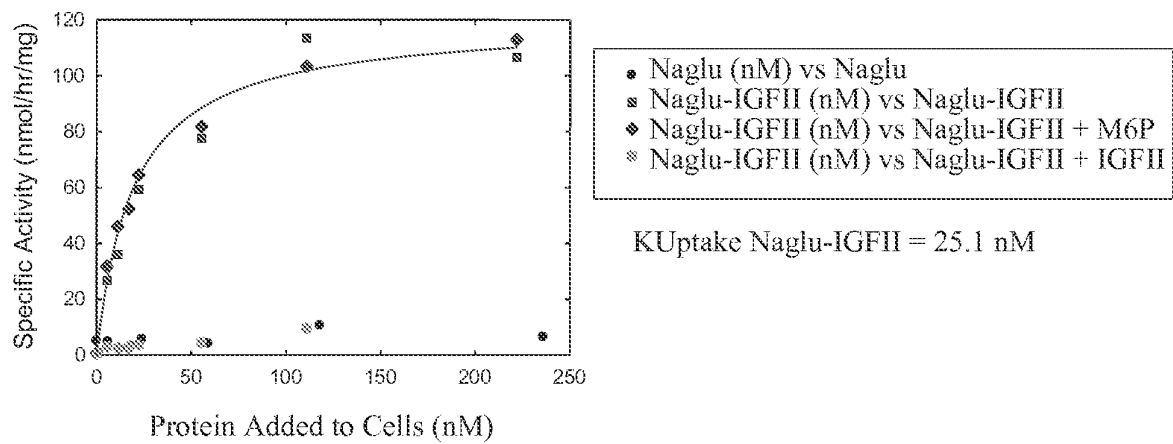 120
100
80
60
40
20
0
Specific Activity (nmol/hr/mg)
0 50 100 150 200 250
Protein Added to Cells (nM)
Naglu (nM) vs Naglu
Naglu-IGFII (nM) vs Naglu-IGFII
Naglu-IGFII (nM) vs Naglu-IGFII + M6P
Naglu-IGFII (nM) vs Naglu-IGFII + IGFII
KUptake Naglu-IGFII = 25.1 nM